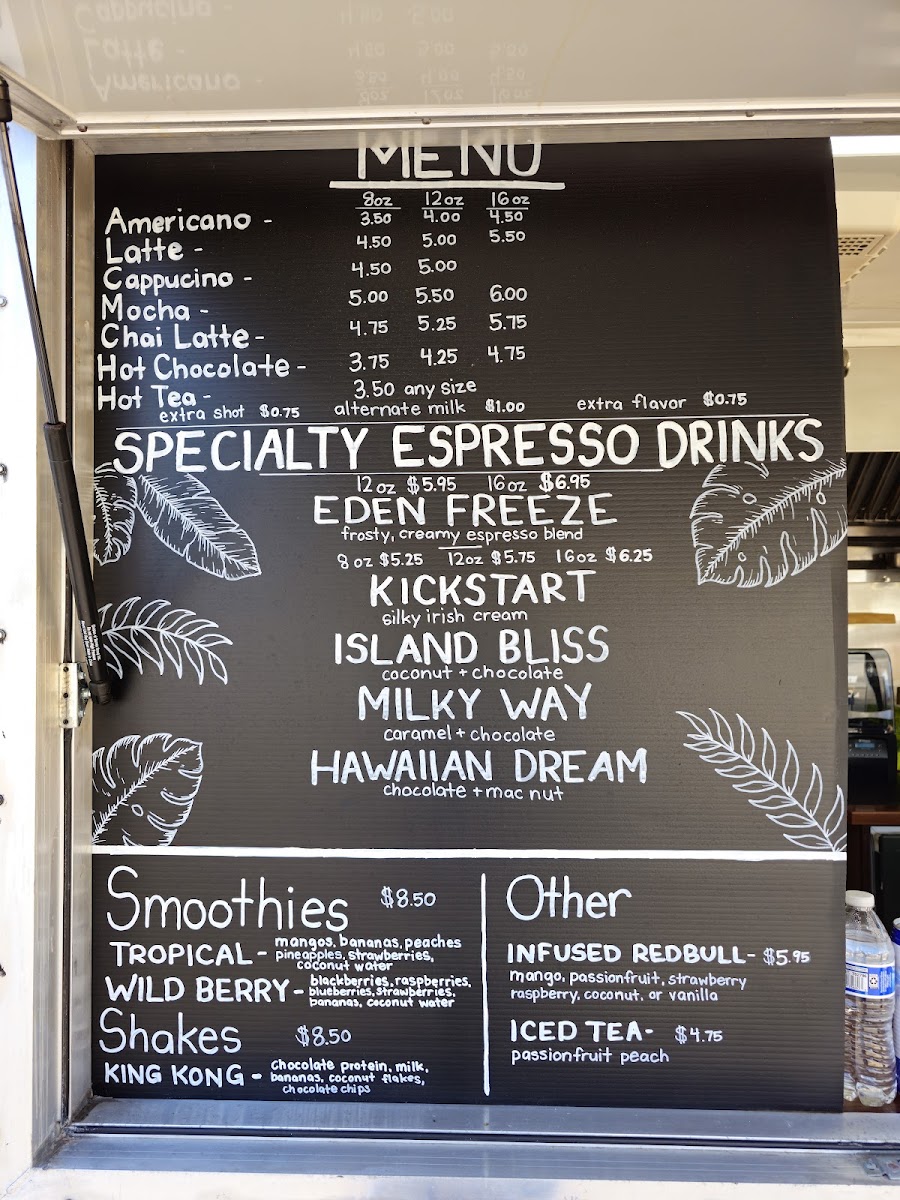 MENU
8oz 12oz 16oz
Americano - 3.50 4.00 4.50
Latte - 4.50 5.00 5.50
Cappucino - 4.50 5.00
Mocha - 5.00 5.50 6.00
Chai Latte - 4.75 5.25 5.75
Hot Chocolate - 3.75 4.25 4.75
Hot Tea - 3.50 any size
extra shot $0.75 alternate milk $1.00 extra flavor $0.75
SPECIALTY ESPRESSO DRINKS
12oz $5.95 16oz $6.95
EDEN FREEZE
frosty, creamy espresso blend
8oz $5.25 12oz $5.75 16oz $6.25
KICKSTART
silky irish cream
ISLAND BLISS
coconut + chocolate
MILKY WAY
caramel + chocolate
HAWAIIAN DREAM
chocolate + mac nut
Smoothies $8.50
TROPICAL - mangos, bananas, peaches
pineapples, strawberries,
coconut water
WILD BERRY - blackberries, raspberries,
blueberries, strawberries,
bananas, coconut water
Shakes $8.50
KING KONG - chocolate protein, milk,
bananas, coconut flakes,
chocolate chips
Other
INFUSED REDBULL - $5.95
mango, passionfruit, strawberry
raspberry, coconut, or vanilla
ICED TEA - $4.75
passionfruit peach